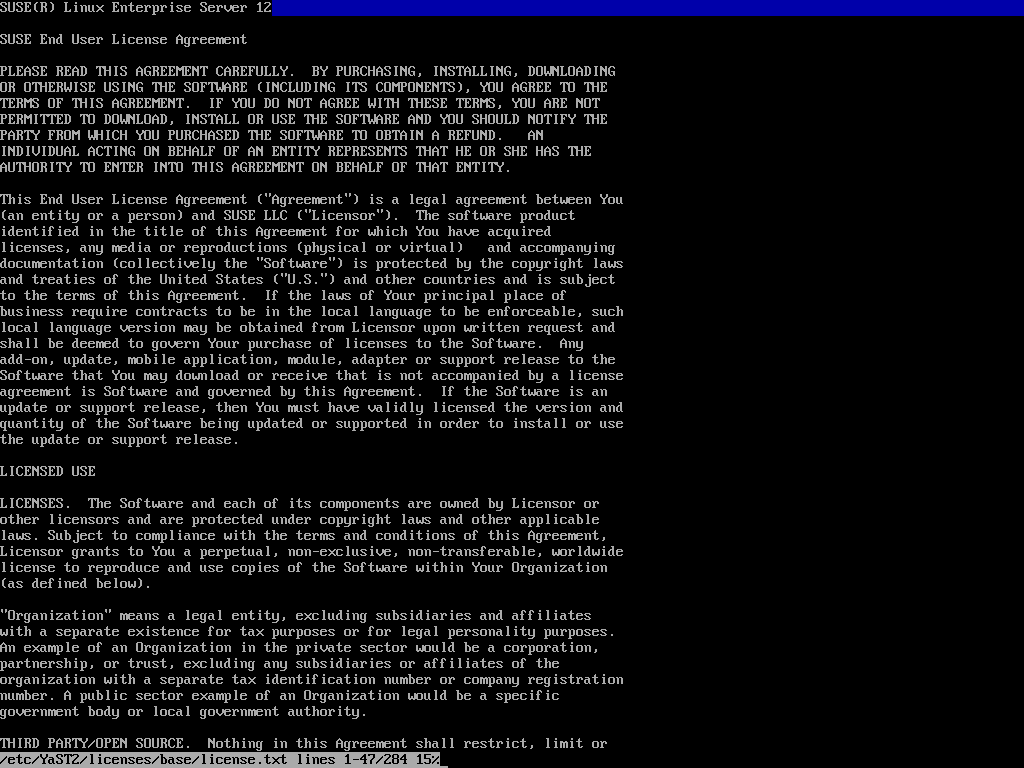 SUSE(R) Linux Enterprise Server 12
SUSE End User License Agreement
PLEASE READ THIS AGREEMENT CAREFULLY.  BY PURCHASING, INSTALLING, DOWNLOADING
OR OTHERWISE USING THE SOFTWARE (INCLUDING ITS COMPONENTS), YOU AGREE TO THE
TERMS OF THIS AGREEMENT.  IF YOU DO NOT AGREE WITH THESE TERMS, YOU ARE NOT
PERMITTED TO DOWNLOAD, INSTALL OR USE THE SOFTWARE AND YOU SHOULD NOTIFY THE
PARTY FROM WHICH YOU PURCHASED THE SOFTWARE TO OBTAIN A REFUND.   AN
INDIVIDUAL ACTING ON BEHALF OF AN ENTITY REPRESENTS THAT HE OR SHE HAS THE
AUTHORITY TO ENTER INTO THIS AGREEMENT ON BEHALF OF THAT ENTITY.
This End User License Agreement ("Agreement") is a legal agreement between You
(an entity or a person) and SUSE LLC ("Licensor").  The software product
identified in the title of this Agreement for which You have acquired
licenses, any media or reproductions (physical or virtual)   and accompanying
documentation (collectively the "Software") is protected by the copyright laws
and treaties of the United States ("U.S.") and other countries and is subject
to the terms of this Agreement.  If the laws of Your principal place of
business require contracts to be in the local language to be enforceable, such
local language version may be obtained from Licensor upon written request and
shall be deemed to govern Your purchase of licenses to the Software.  Any
add-on, update, mobile application, module, adapter or support release to the
Software that You may download or receive that is not accompanied by a license
agreement is Software and governed by this Agreement.  If the Software is an
update or support release, then You must have validly licensed the version and
quantity of the Software being updated or supported in order to install or use
the update or support release.
LICENSED USE
LICENSES.  The Software and each of its components are owned by Licensor or
other licensors and are protected under copyright laws and other applicable
laws. Subject to compliance with the terms and conditions of this Agreement,
Licensor grants to You a perpetual, non-exclusive, non-transferable, worldwide
license to reproduce and use copies of the Software within Your Organization
(as defined below).
"Organization" means a legal entity, excluding subsidiaries and affiliates
with a separate existence for tax purposes or for legal personality purposes.
An example of an Organization in the private sector would be a corporation,
partnership, or trust, excluding any subsidiaries or affiliates of the
organization with a separate tax identification number or company registration
number. A public sector example of an Organization would be a specific
government body or local government authority.
THIRD PARTY/OPEN SOURCE.  Nothing in this Agreement shall restrict, limit or
/etc/YaST2/licenses/base/license.txt lines 1-47/284 15%